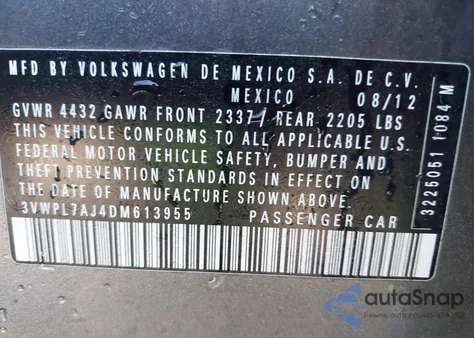 MFD BY VOLKSWAGEN DE MEXICO S.A. DE C.V.
MEXICO 08/12
GVWR 4432 GAWR FRONT 2337 / REAR 2205 LBS
THIS VEHICLE CONFORMS TO ALL APPLICABLE U.S.
FEDERAL MOTOR VEHICLE SAFETY, BUMPER AND
THEFT PREVENTION STANDARDS IN EFFECT ON THE
DATE OF MANUFACTURE SHOWN ABOVE.
3VWPL7AJ4DM613955 PASSENGER CAR
3225051 1084 M
autoSnap